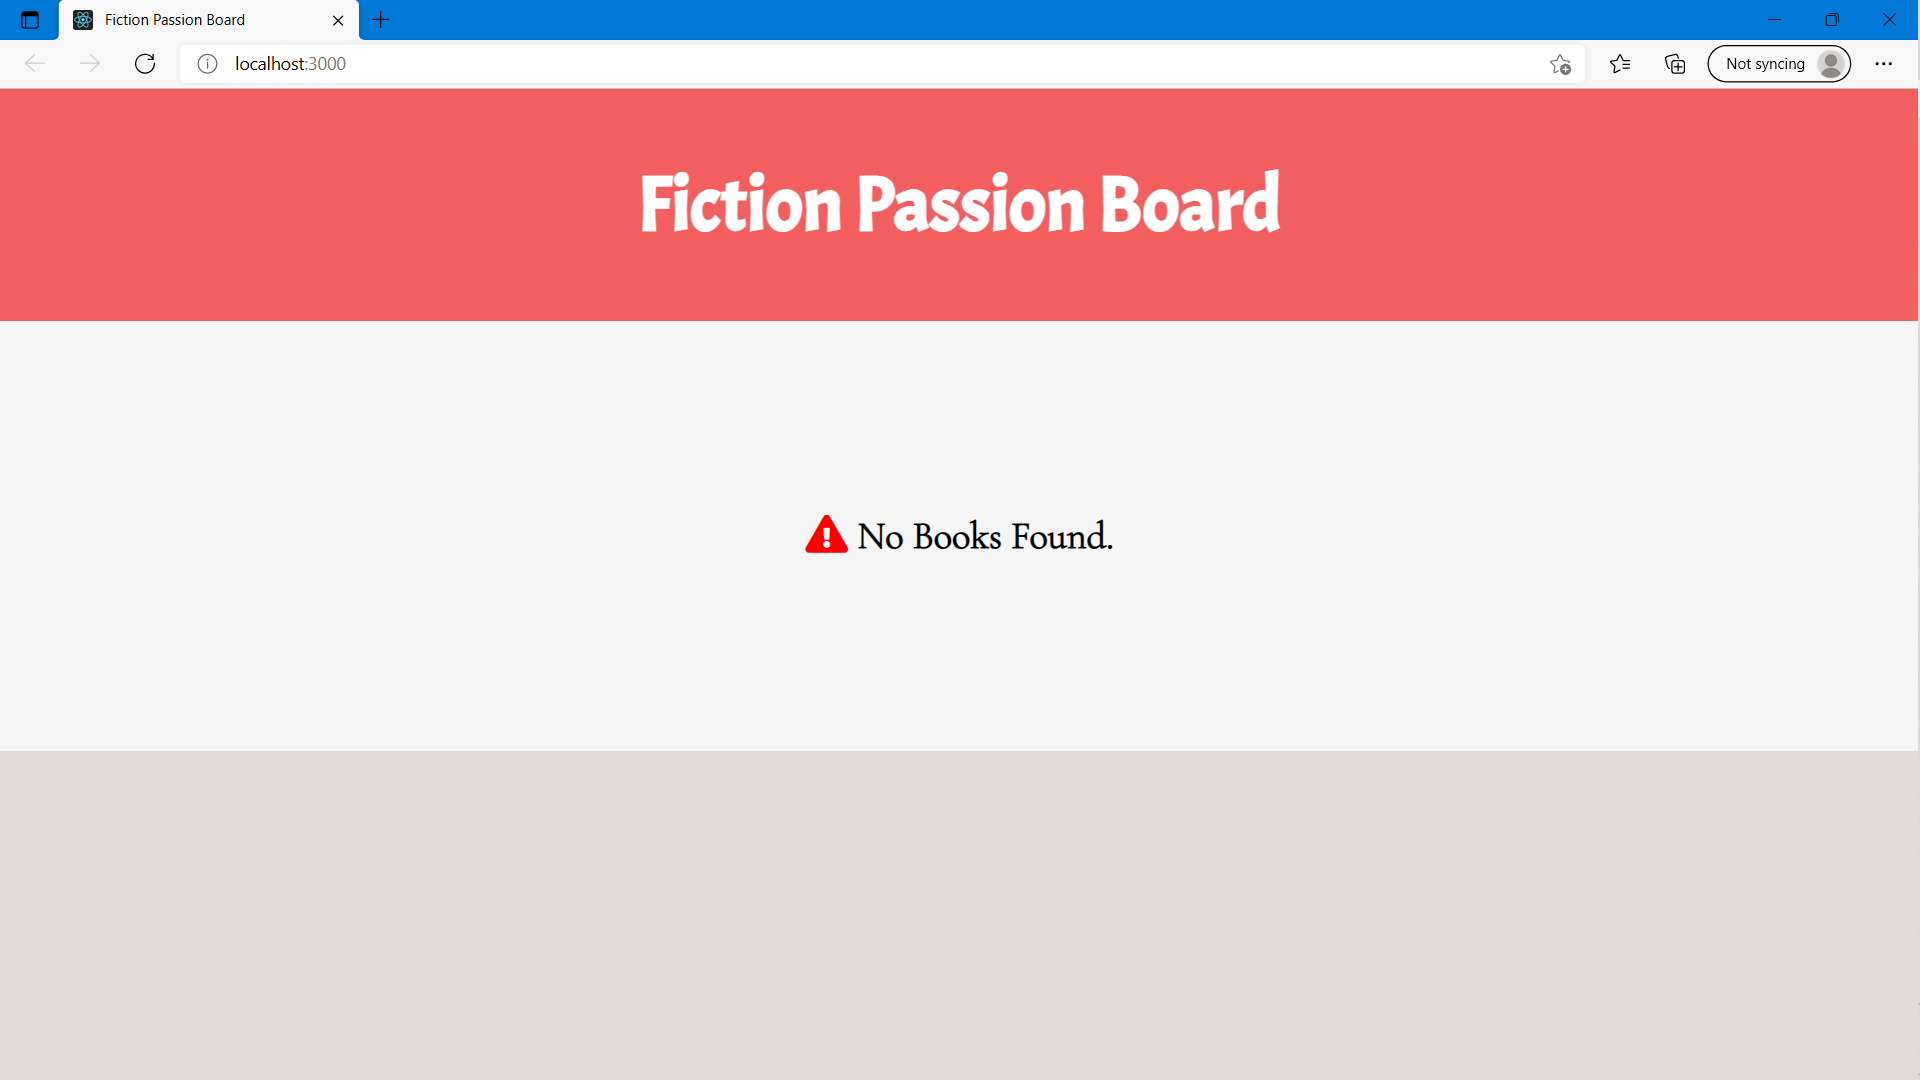 Fiction Passion Board
localhost:3000
Not syncing
Fiction Passion Board
No Books Found.